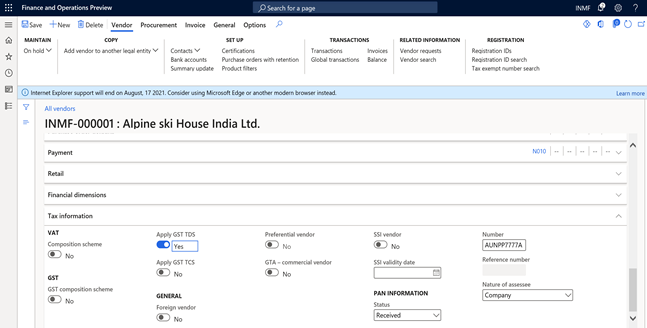 Finance and Operations Preview
Search for a page
INMF
Save
New
Delete
Vendor
Procurement
Invoice
General
Options
MAINTAIN
On hold
COPY
Add vendor to another legal entity
SET UP
Contacts
Bank accounts
Summary update
Certifications
Purchase orders with retention
Product filters
TRANSACTIONS
Transactions
Global transactions
Invoices
Balance
RELATED INFORMATION
Vendor requests
Vendor search
REGISTRATION
Registration IDs
Registration ID search
Tax exempt number search
Internet Explorer support will end on August, 17 2021. Consider using Microsoft Edge or another modern browser instead.
Learn more
All vendors
INMF-000001 : Alpine ski House India Ltd.
Payment
N010 -- -- -- -- --
Retail
Financial dimensions
Tax information
VAT
Composition scheme
No
GST
GST composition scheme
No
Apply GST TDS
Yes
Apply GST TCS
No
GENERAL
Foreign vendor
No
Preferential vendor
No
GTA – commercial vendor
No
SSI vendor
No
SSI validity date
PAN INFORMATION
Status
Received
Number
AUNPP7777A
Reference number
Nature of assessee
Company